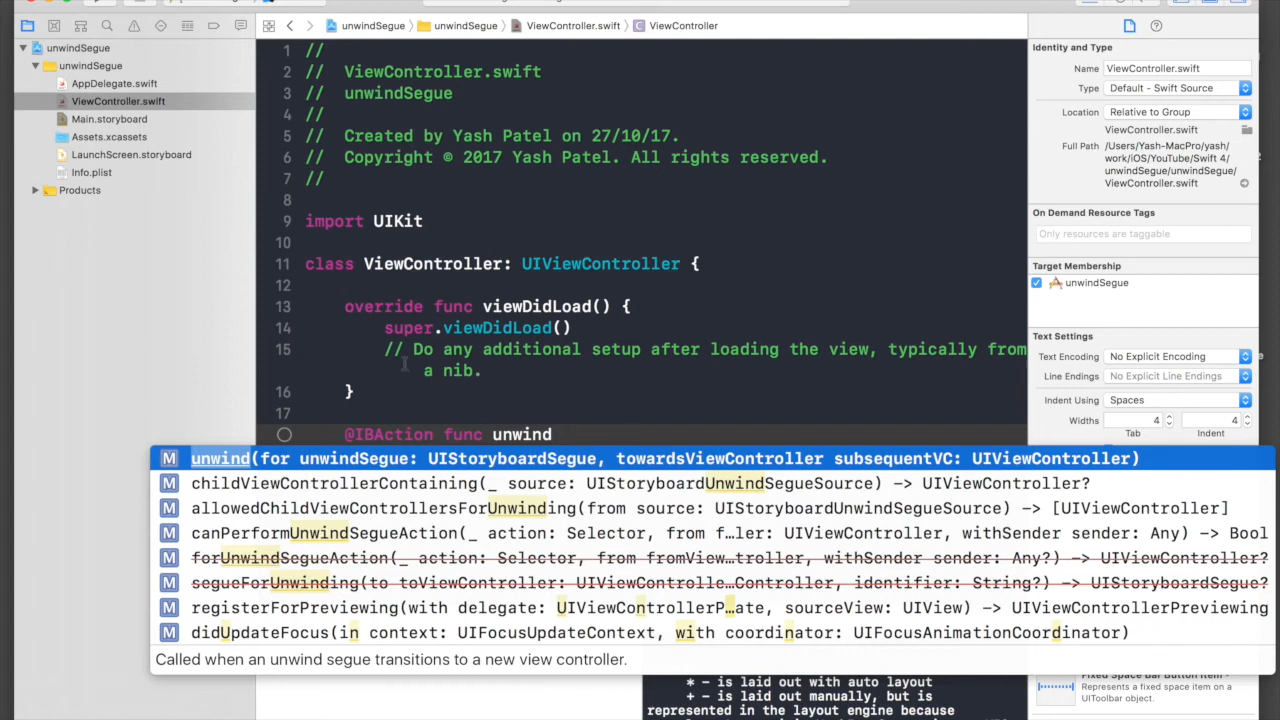 unwindSegue
unwindSegue
ViewController.swift
ViewController
unwindSegue
unwindSegue
AppDelegate.swift
ViewController.swift
Main.storyboard
Assets.xcassets
LaunchScreen.storyboard
Info.plist
Products
1 //
2 // ViewController.swift
3 // unwindSegue
4 //
5 // Created by Yash Patel on 27/10/17.
6 // Copyright © 2017 Yash Patel. All rights reserved.
7 //
8
9 import UIKit
10
11 class ViewController: UIViewController {
12
13 override func viewDidLoad() {
14 super.viewDidLoad()
15 // Do any additional setup after loading the view, typically from
a nib.
16 }
17
@IBAction func unwind
M unwind(for unwindSegue: UIStoryboardSegue, towardsViewController subsequentVC: UIViewController)
M childViewControllerContaining(_ source: UIStoryboardUnwindSegueSource) -> UIViewController?
M allowedChildViewControllersForUnwinding(from source: UIStoryboardUnwindSegueSource) -> [UIViewController]
M canPerformUnwindSegueAction(_ action: Selector, from f…ler: UIViewController, withSender sender: Any) -> Bool
M forUnwindSegueAction(_ action: Selector, from fromView…troller, withSender sender: Any?) -> UIViewController?
M segueForUnwinding(to toViewController: UIViewControlle…Controller, identifier: String?) -> UIStoryboardSegue?
M registerForPreviewing(with delegate: UIViewControllerP…ate, sourceView: UIView) -> UIViewControllerPreviewing
M didUpdateFocus(in context: UIFocusUpdateContext, with coordinator: UIFocusAnimationCoordinator)
Called when an unwind segue transitions to a new view controller.
* - is laid out with auto layout
+ - is laid out manually, but is
represented in the layout engine because
Identity and Type
Name ViewController.swift
Type Default - Swift Source
Location Relative to Group
ViewController.swift
Full Path /Users/Yash-MacPro/yash/
work/iOS/YouTube/Swift 4/
unwindSegue/unwindSegue/
ViewController.swift
On Demand Resource Tags
Only resources are taggable
Target Membership
unwindSegue
Text Settings
Text Encoding No Explicit Encoding
Line Endings No Explicit Line Endings
Indent Using Spaces
Widths 4 4
Tab Indent
Fixed Space Bar Button Item -
Represents a fixed space item on a
UIToolbar object.